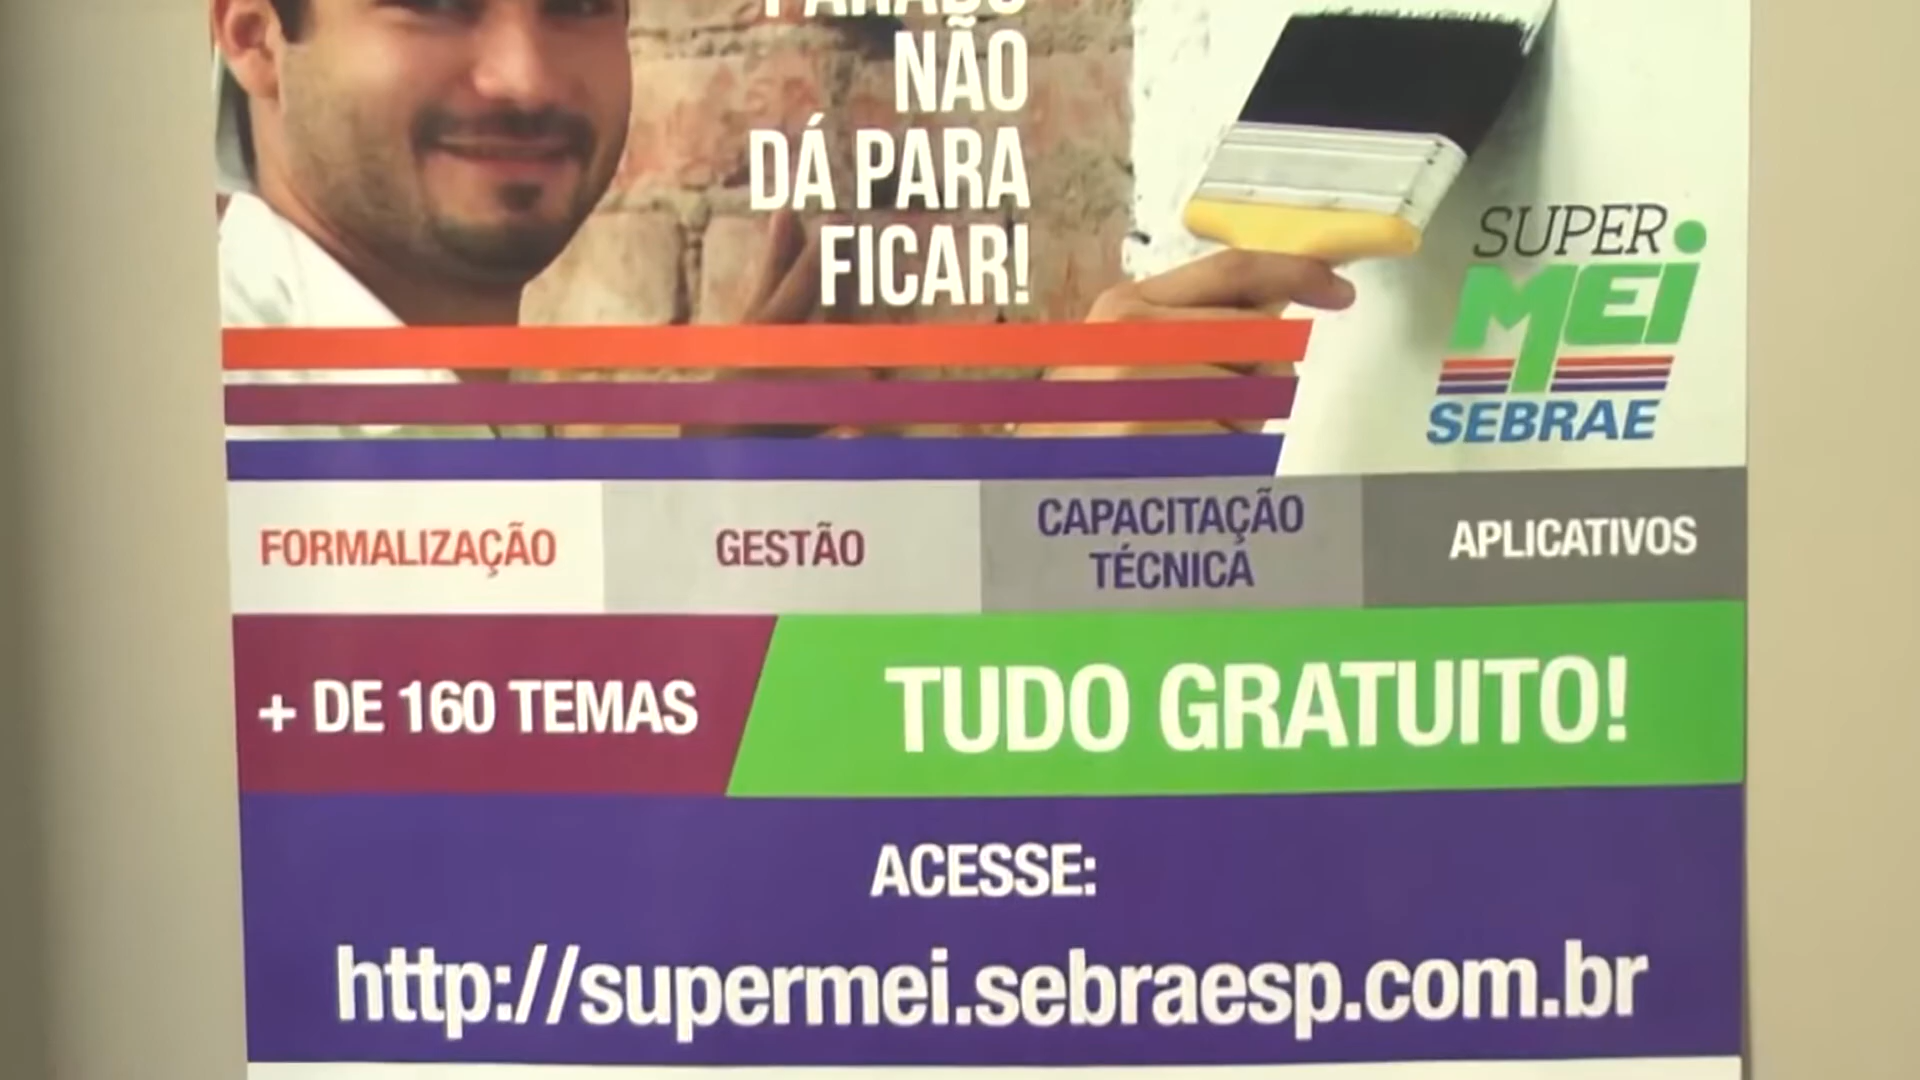 PARADO
NÃO
DÁ PARA
FICAR!
SUPER
MEI
SEBRAE
FORMALIZAÇÃO
GESTÃO
CAPACITAÇÃO
TÉCNICA
APLICATIVOS
+ DE 160 TEMAS
TUDO GRATUITO!
ACESSE:
http://supermei.sebraesp.com.br